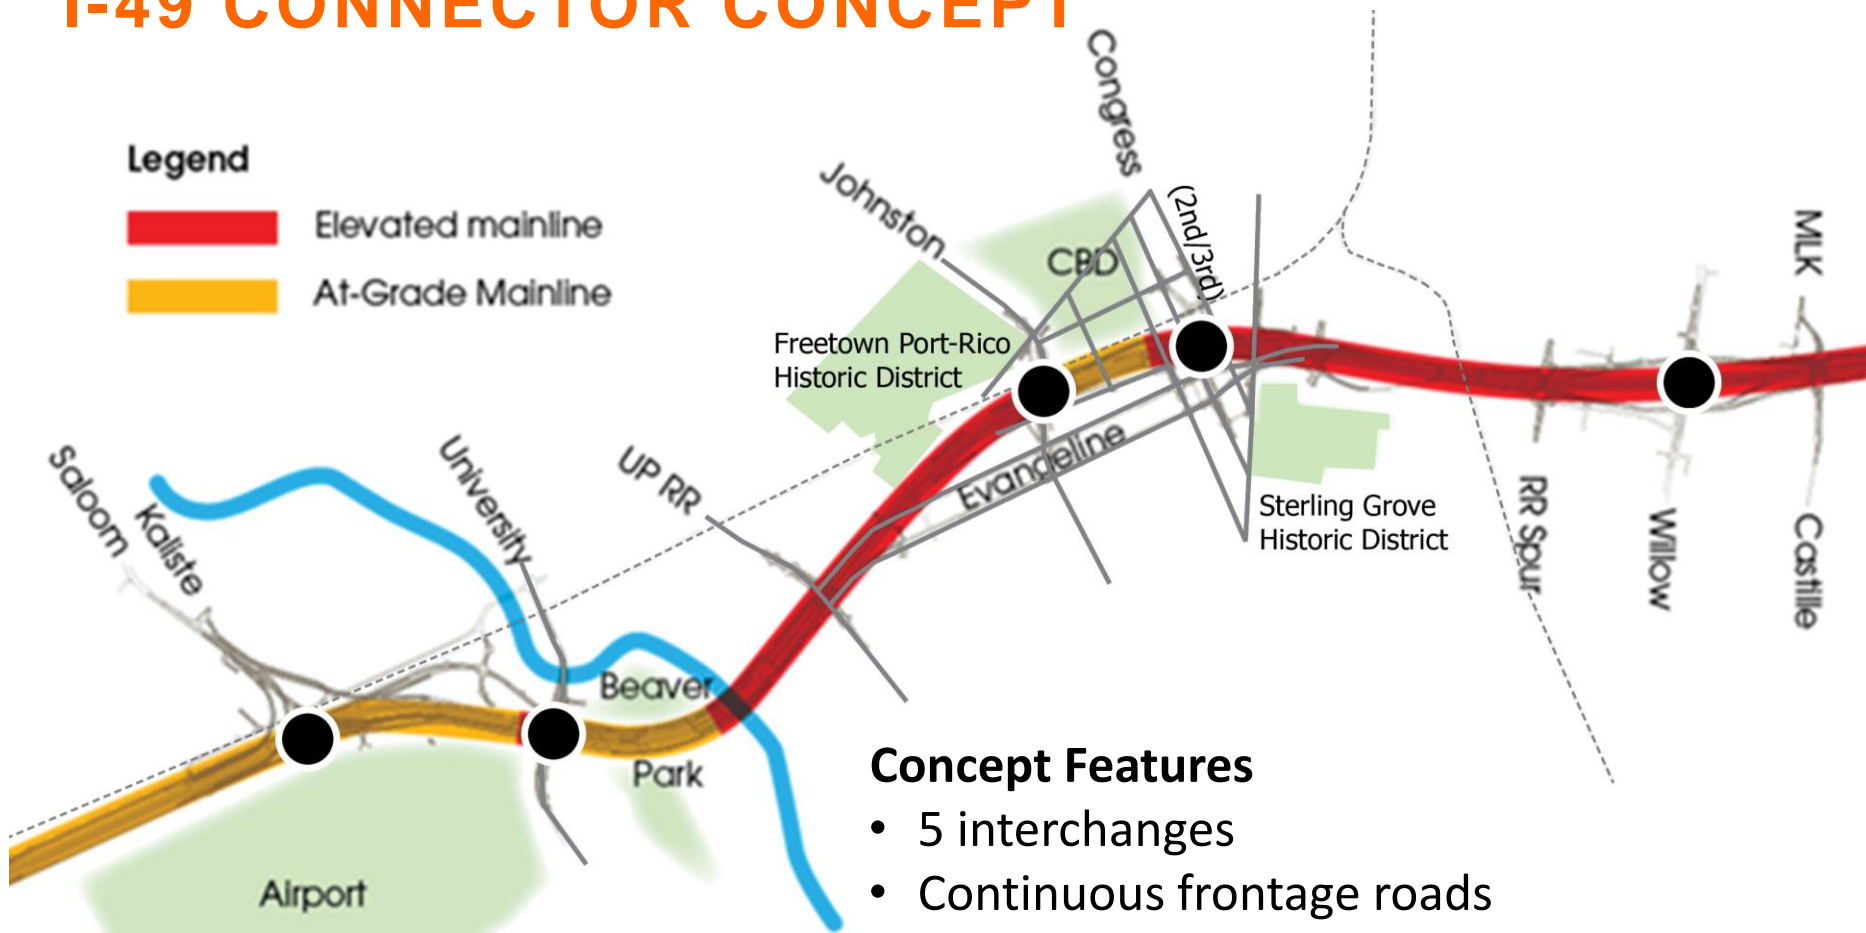 I-49 CONNECTOR CONCEPT
Legend
Elevated mainline
At-Grade Mainline
Congress
Johnston
(2nd/3rd)
CBD
MLK
Freetown Port-Rico
Historic District
Evangeline
University
UP RR
Saloom
Kaliste
Sterling Grove
Historic District
RR Spur
Willow
Castille
Beaver
Park
Airport
Concept Features
• 5 interchanges
• Continuous frontage roads